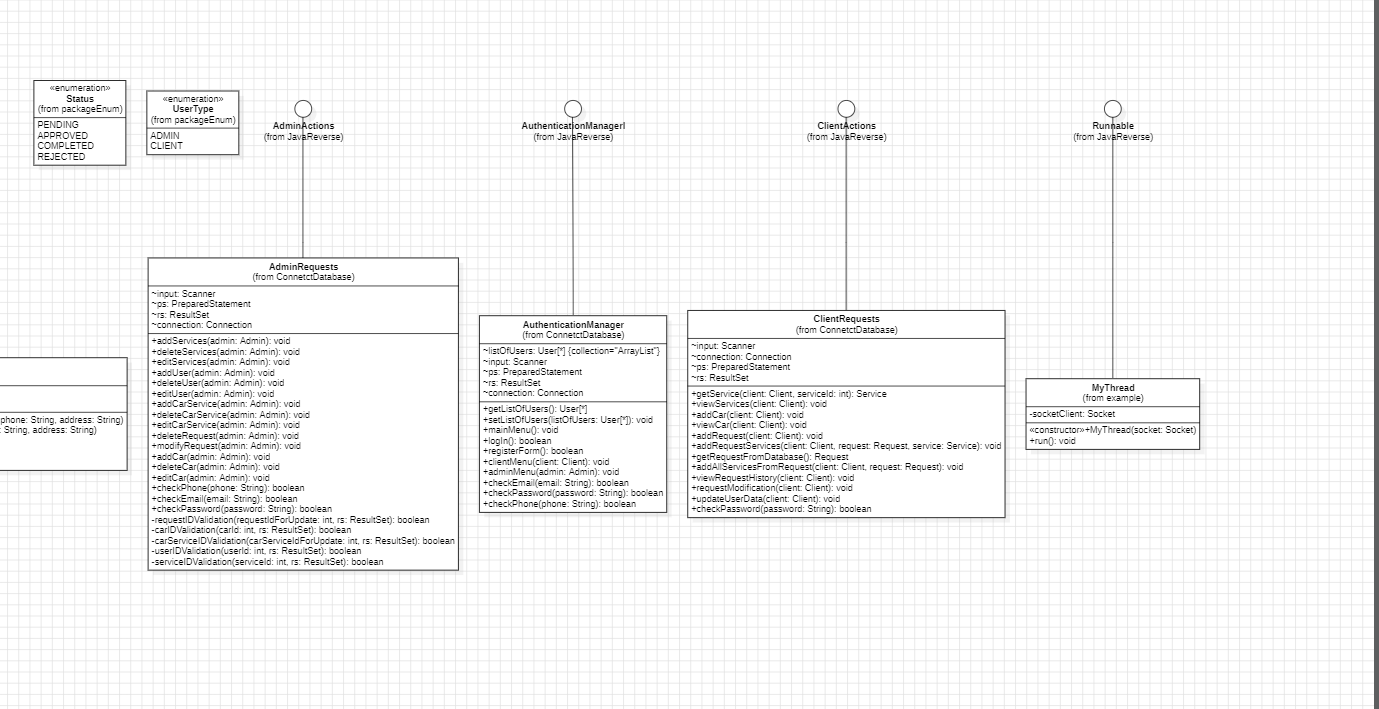 «enumeration»
Status
(from packageEnum)
PENDING
APPROVED
COMPLETED
REJECTED
«enumeration»
UserType
(from packageEnum)
ADMIN
CLIENT
AdminActions
(from JavaReverse)
AuthenticationManagerI
(from JavaReverse)
ClientActions
(from JavaReverse)
Runnable
(from JavaReverse)
phone: String, address: String)
: String, address: String)
AdminRequests
(from ConnetctDatabase)
~input: Scanner
~ps: PreparedStatement
~rs: ResultSet
~connection: Connection
+addServices(admin: Admin): void
+deleteServices(admin: Admin): void
+editServices(admin: Admin): void
+addUser(admin: Admin): void
+deleteUser(admin: Admin): void
+editUser(admin: Admin): void
+addCarService(admin: Admin): void
+deleteCarService(admin: Admin): void
+editCarService(admin: Admin): void
+deleteRequest(admin: Admin): void
+modifyRequest(admin: Admin): void
+addCar(admin: Admin): void
+deleteCar(admin: Admin): void
+editCar(admin: Admin): void
+checkPhone(phone: String): boolean
+checkEmail(email: String): boolean
+checkPassword(password: String): boolean
-requestIDValidation(requestIdForUpdate: int, rs: ResultSet): boolean
-carIDValidation(carId: int, rs: ResultSet): boolean
-carServiceIDValidation(carServiceIdForUpdate: int, rs: ResultSet): boolean
-userIDValidation(userId: int, rs: ResultSet): boolean
-serviceIDValidation(serviceId: int, rs: ResultSet): boolean
AuthenticationManager
(from ConnetctDatabase)
~listOfUsers: User[*] {collection="ArrayList"}
~input: Scanner
~ps: PreparedStatement
~rs: ResultSet
~connection: Connection
+getListOfUsers(): User[*]
+setListOfUsers(listOfUsers: User[*]): void
+mainMenu(): void
+logIn(): boolean
+registerForm(): boolean
+clientMenu(client: Client): void
+adminMenu(admin: Admin): void
+checkEmail(email: String): boolean
+checkPassword(password: String): boolean
+checkPhone(phone: String): boolean
ClientRequests
(from ConnetctDatabase)
~input: Scanner
~connection: Connection
~ps: PreparedStatement
~rs: ResultSet
+getService(client: Client, serviceId: int): Service
+viewServices(client: Client): void
+addCar(client: Client): void
+viewCar(client: Client): void
+addRequest(client: Client): void
+addRequestServices(client: Client, request: Request, service: Service): void
+getRequestFromDatabase(): Request
+addAllServicesFromRequest(client: Client, request: Request): void
+viewRequestHistory(client: Client): void
+requestModification(client: Client): void
+updateUserData(client: Client): void
+checkPassword(password: String): boolean
MyThread
(from example)
-socketClient: Socket
«constructor»+MyThread(socket: Socket)
+run(): void